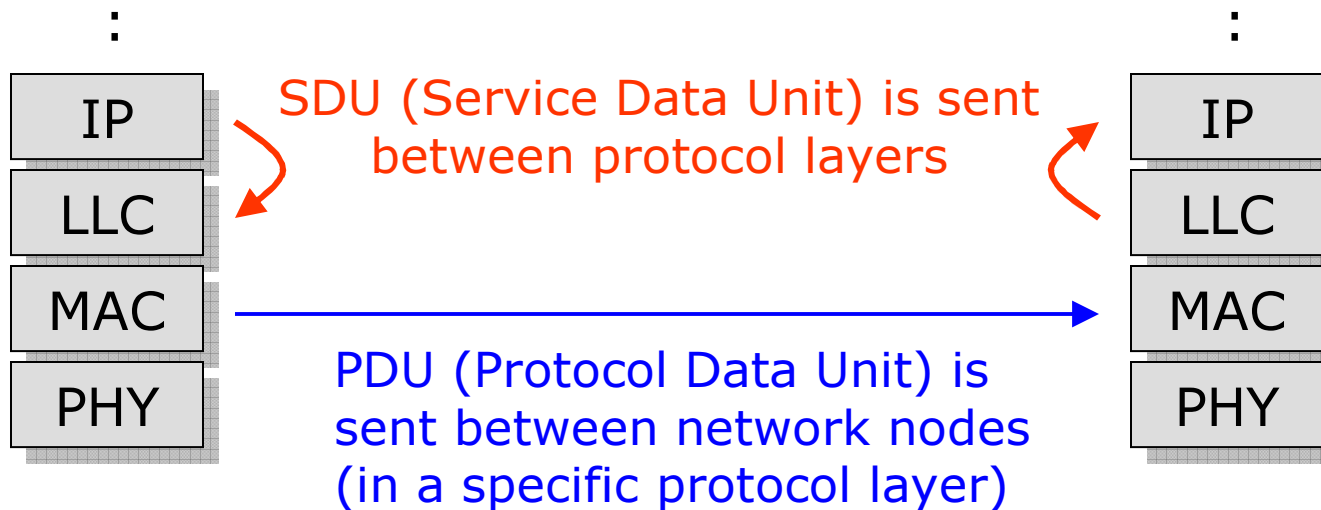 :
:
IP
LLC
MAC
PHY
SDU (Service Data Unit) is sent
between protocol layers
PDU (Protocol Data Unit) is
sent between network nodes
(in a specific protocol layer)
IP
LLC
MAC
PHY